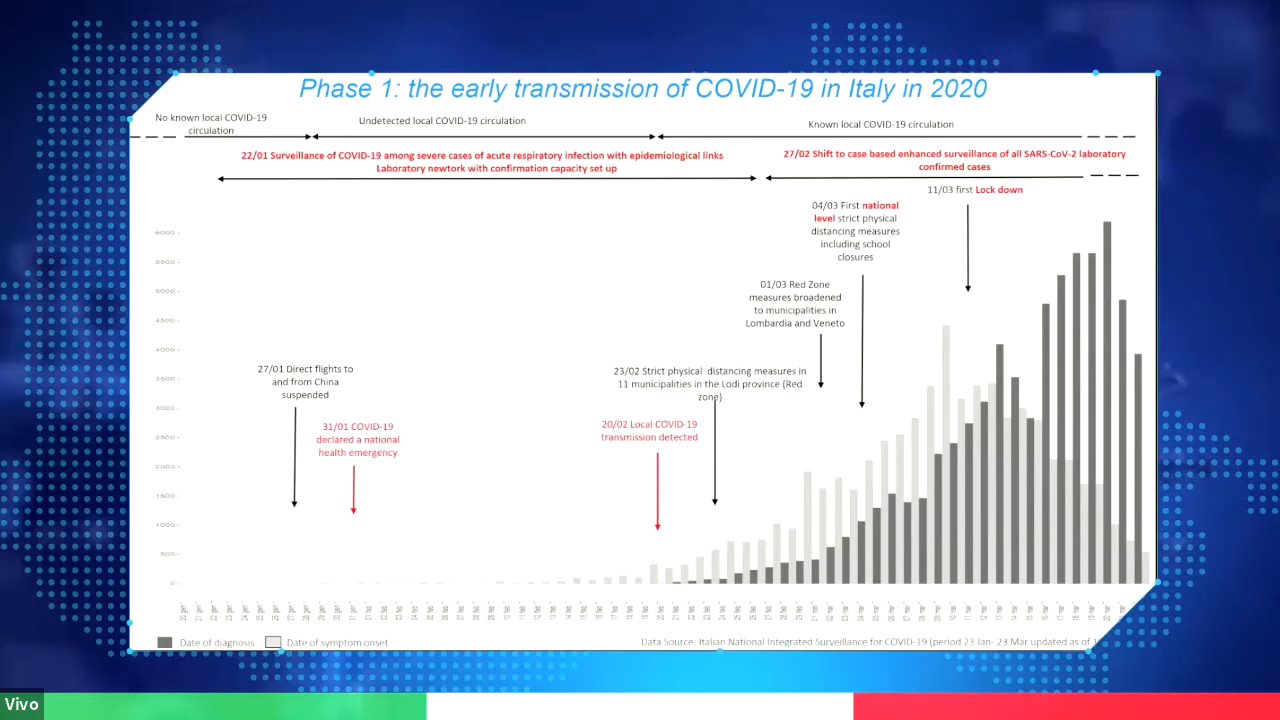 Phase 1: the early transmission of COVID-19 in Italy in 2020
No known local COVID-19
circulation
Undetected local COVID-19 circulation
Known local COVID-19 circulation
22/01 Surveillance of COVID-19 among severe cases of acute respiratory infection with epidemiological links
Laboratory newtork with confirmation capacity set up
27/02 Shift to case based enhanced surveillance of all SARS-CoV-2 laboratory
confirmed cases
11/03 first Lock down
04/03 First national
level strict physical
distancing measures
including school
closures
01/03 Red Zone
measures broadened
to municipalities in
Lombardia and Veneto
27/01 Direct flights to
and from China
suspended
31/01 COVID-19
declared a national
health emergency
23/02 Strict physical distancing measures in
11 municipalities in the Lodi province (Red
zone)
20/02 Local COVID-19
transmission detected
6000
5500
5000
4500
4000
3500
3000
2500
2000
1500
1000
500
0
Date of diagnosis
Date of symptom onset
Data Source: Italian National Integrated Surveillance for COVID-19 (period 23 Jan- 23 Mar updated as of
Vivo